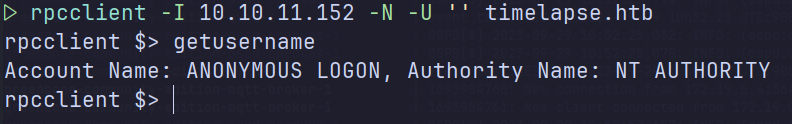 ▷ rpcclient -I 10.10.11.152 -N -U '' timelapse.htb
rpcclient $> getusername
Account Name: ANONYMOUS LOGON, Authority Name: NT AUTHORITY
rpcclient $>